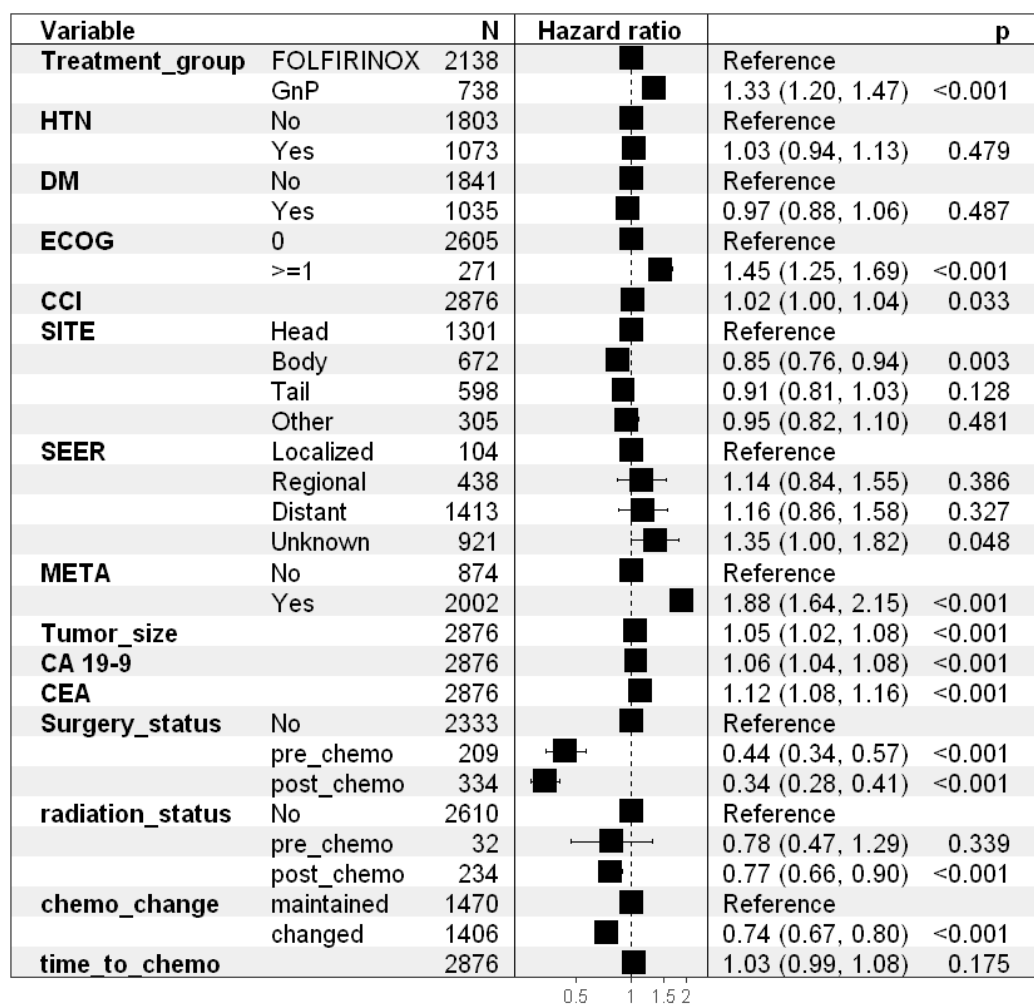 Variable N Hazard ratio p
Treatment_group FOLFIRINOX 2138 Reference
GnP 738 1.33 (1.20, 1.47) <0.001
HTN No 1803 Reference
Yes 1073 1.03 (0.94, 1.13) 0.479
DM No 1841 Reference
Yes 1035 0.97 (0.88, 1.06) 0.487
ECOG 0 2605 Reference
>=1 271 1.45 (1.25, 1.69) <0.001
CCI 2876 1.02 (1.00, 1.04) 0.033
SITE Head 1301 Reference
Body 672 0.85 (0.76, 0.94) 0.003
Tail 598 0.91 (0.81, 1.03) 0.128
Other 305 0.95 (0.82, 1.10) 0.481
SEER Localized 104 Reference
Regional 438 1.14 (0.84, 1.55) 0.386
Distant 1413 1.16 (0.86, 1.58) 0.327
Unknown 921 1.35 (1.00, 1.82) 0.048
META No 874 Reference
Yes 2002 1.88 (1.64, 2.15) <0.001
Tumor_size 2876 1.05 (1.02, 1.08) <0.001
CA 19-9 2876 1.06 (1.04, 1.08) <0.001
CEA 2876 1.12 (1.08, 1.16) <0.001
Surgery_status No 2333 Reference
pre_chemo 209 0.44 (0.34, 0.57) <0.001
post_chemo 334 0.34 (0.28, 0.41) <0.001
radiation_status No 2610 Reference
pre_chemo 32 0.78 (0.47, 1.29) 0.339
post_chemo 234 0.77 (0.66, 0.90) <0.001
chemo_change maintained 1470 Reference
changed 1406 0.74 (0.67, 0.80) <0.001
time_to_chemo 2876 1.03 (0.99, 1.08) 0.175
0.5 1 1.5 2